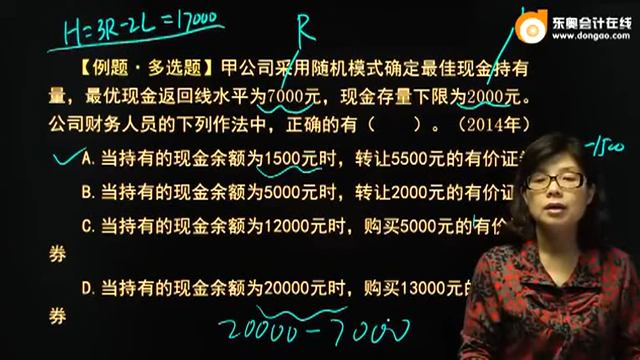 H=3R-2L=17000
R
东奥会计在线
www.dongao.com
【例题·多选题】甲公司采用随机模式确定最佳现金持有
量，最优现金返回线水平为7000元，现金存量下限为2000元。
公司财务人员的下列作法中，正确的有（　　）。（2014年）
A.当持有的现金余额为1500元时，转让5500元的有价证
-1500
B.当持有的现金余额为5000元时，转让2000元的有价证
C.当持有的现金余额为12000元时，购买5000元的有价
券
D.当持有的现金余额为20000元时，购买13000元的
券
20000-7000